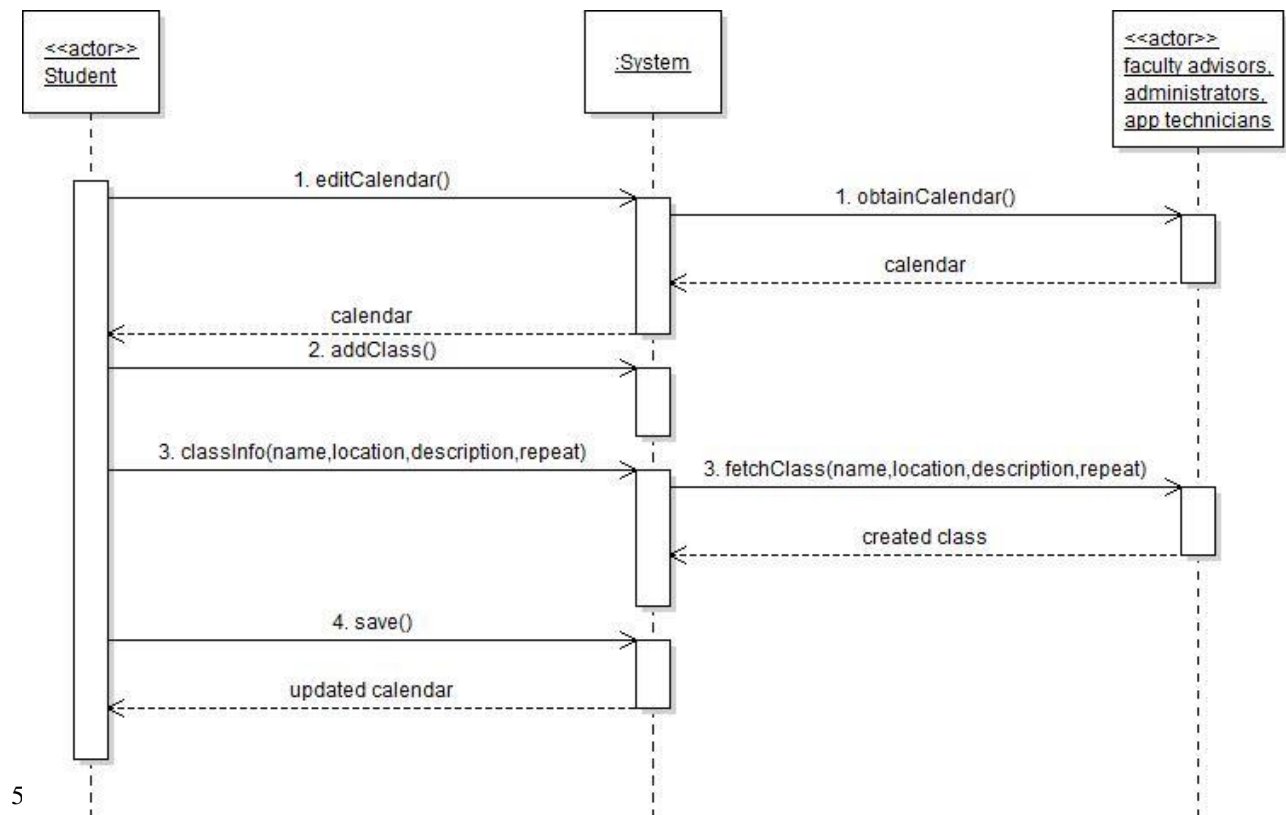 <<actor>>
Student
:System
<<actor>>
faculty advisors,
administrators,
app technicians
1. editCalendar()
1. obtainCalendar()
calendar
calendar
2. addClass()
3. classInfo(name,location,description,repeat)
3. fetchClass(name,location,description,repeat)
created class
4. save()
updated calendar
5